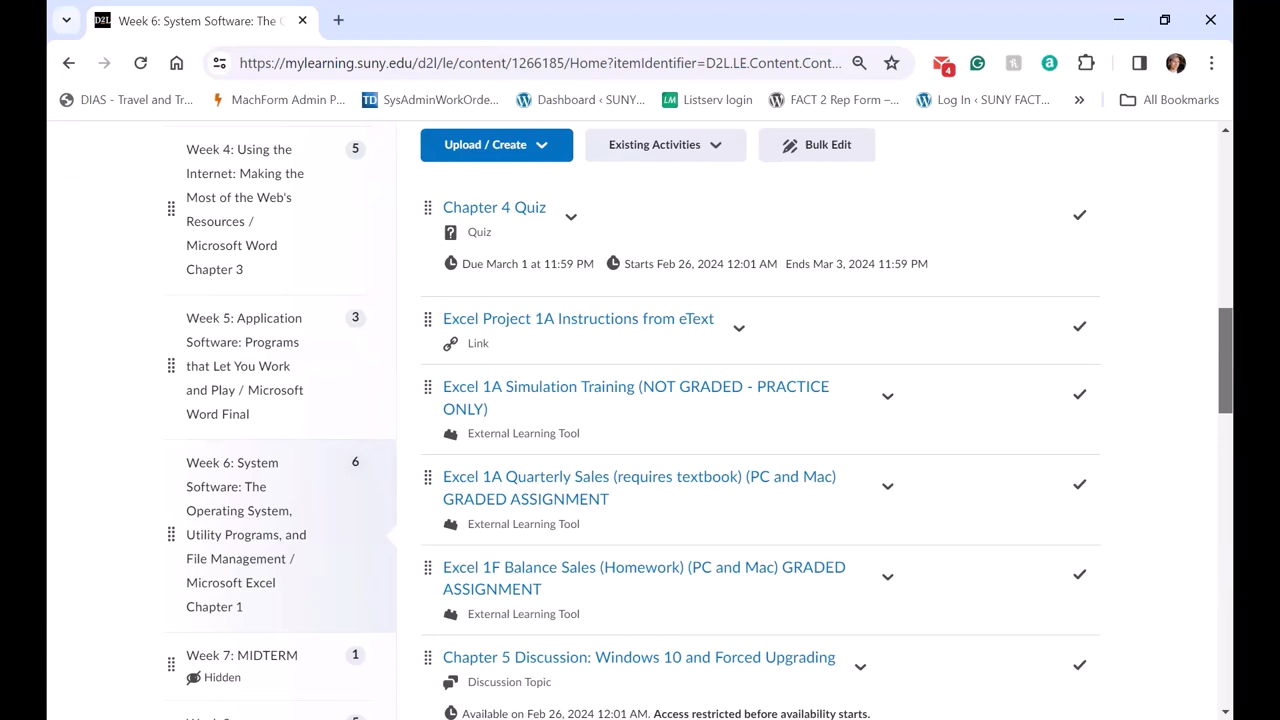 D2L
Week 6: System Software: The O
https://mylearning.suny.edu/d2l/le/content/1266185/Home?itemIdentifier=D2L.LE.Content.Cont...
4
DIAS - Travel and Tr...
MachForm Admin P...
TD
SysAdminWorkOrde...
Dashboard ‹ SUNY...
LM
Listserv login
FACT 2 Rep Form –...
Log In ‹ SUNY FACT...
All Bookmarks
Week 4: Using the
Internet: Making the
Most of the Web's
Resources /
Microsoft Word
Chapter 3
5
Week 5: Application
Software: Programs
that Let You Work
and Play / Microsoft
Word Final
3
Week 6: System
Software: The
Operating System,
Utility Programs, and
File Management /
Microsoft Excel
Chapter 1
6
Week 7: MIDTERM
1
Hidden
Upload / Create
Existing Activities
Bulk Edit
Chapter 4 Quiz
Quiz
Due March 1 at 11:59 PM Starts Feb 26, 2024 12:01 AM Ends Mar 3, 2024 11:59 PM
Excel Project 1A Instructions from eText
Link
Excel 1A Simulation Training (NOT GRADED - PRACTICE
ONLY)
External Learning Tool
Excel 1A Quarterly Sales (requires textbook) (PC and Mac)
GRADED ASSIGNMENT
External Learning Tool
Excel 1F Balance Sales (Homework) (PC and Mac) GRADED
ASSIGNMENT
External Learning Tool
Chapter 5 Discussion: Windows 10 and Forced Upgrading
Discussion Topic
Available on Feb 26, 2024 12:01 AM. Access restricted before availability starts.